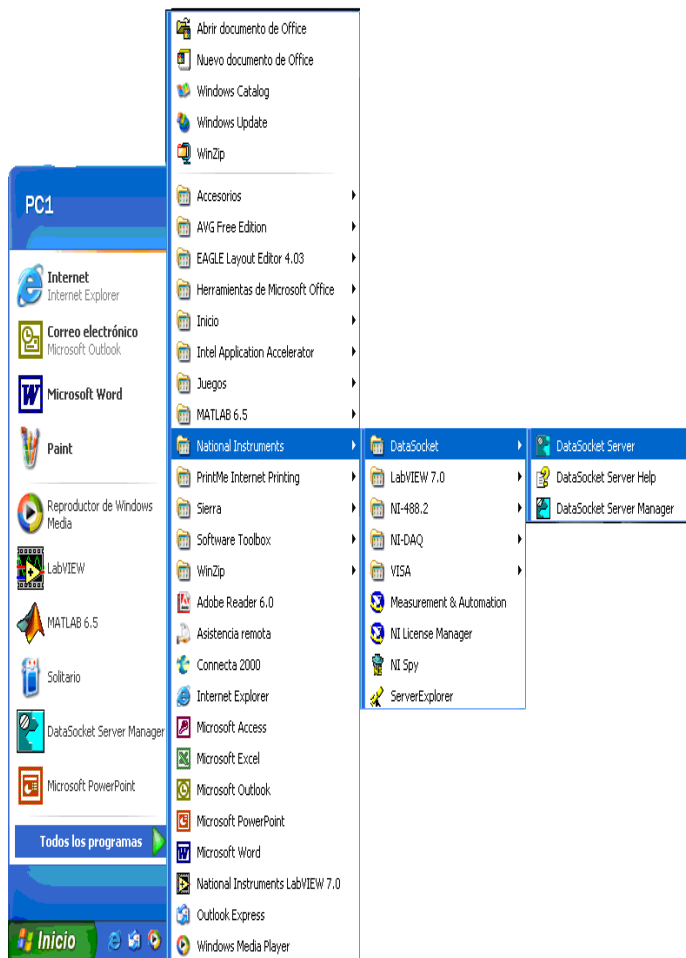 PC1
Internet
Internet Explorer
Correo electrónico
Microsoft Outlook
Microsoft Word
Paint
Reproductor de Windows
Media
LabVIEW
MATLAB 6.5
Solitario
DataSocket Server Manager
Microsoft PowerPoint
Todos los programas
Inicio
Abrir documento de Office
Nuevo documento de Office
Windows Catalog
Windows Update
WinZip
Accesorios
AVG Free Edition
EAGLE Layout Editor 4.03
Herramientas de Microsoft Office
Inicio
Intel Application Accelerator
Juegos
MATLAB 6.5
National Instruments
PrintMe Internet Printing
Sierra
Software Toolbox
WinZip
Adobe Reader 6.0
Asistencia remota
Connecta 2000
Internet Explorer
Microsoft Access
Microsoft Excel
Microsoft Outlook
Microsoft PowerPoint
Microsoft Word
National Instruments LabVIEW 7.0
Outlook Express
Windows Media Player
DataSocket
LabVIEW 7.0
NI-488.2
NI-DAQ
VISA
Measurement & Automation
NI License Manager
NI Spy
ServerExplorer
DataSocket Server
DataSocket Server Help
DataSocket Server Manager